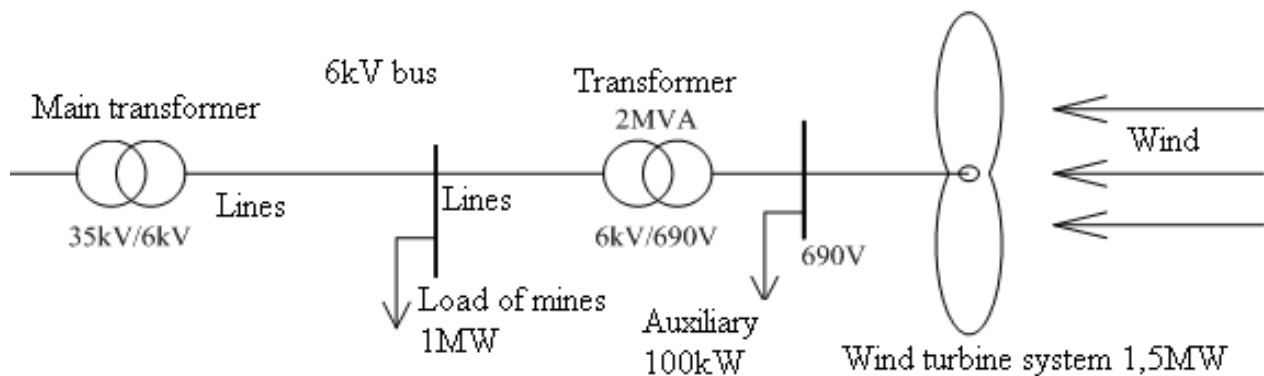 6kV bus
Main transformer
35kV/6kV
Lines
Lines
Load of mines
1MW
Transformer
2MVA
6kV/690V
Auxiliary
100kW
690V
Wind
Wind turbine system 1,5MW